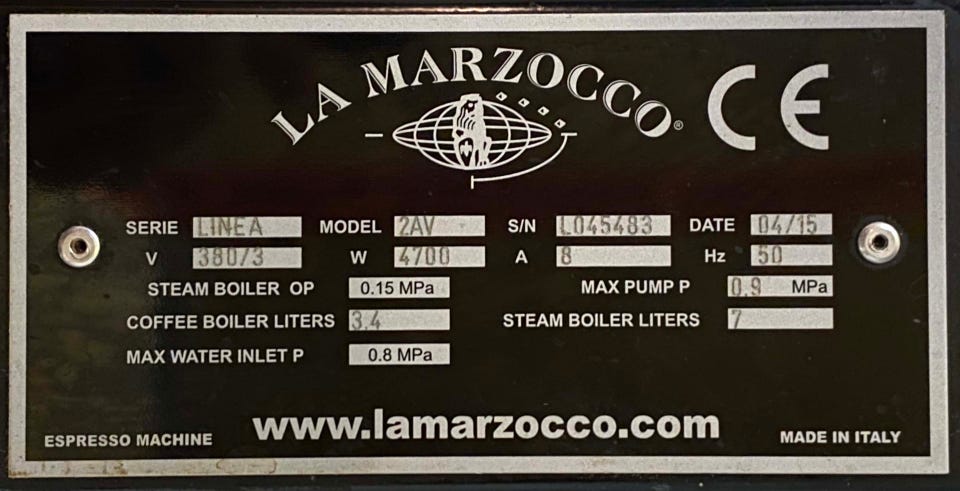 LA MARZOCCO®
CE
SERIE LINEA MODEL 2AV S/N L045483 DATE 04/15
V 380/3 W 4700 A 8 Hz 50
STEAM BOILER OP 0.15 MPa MAX PUMP P 0.9 MPa
COFFEE BOILER LITERS 3.4 STEAM BOILER LITERS 7
MAX WATER INLET P 0.8 MPa
ESPRESSO MACHINE www.lamarzocco.com MADE IN ITALY